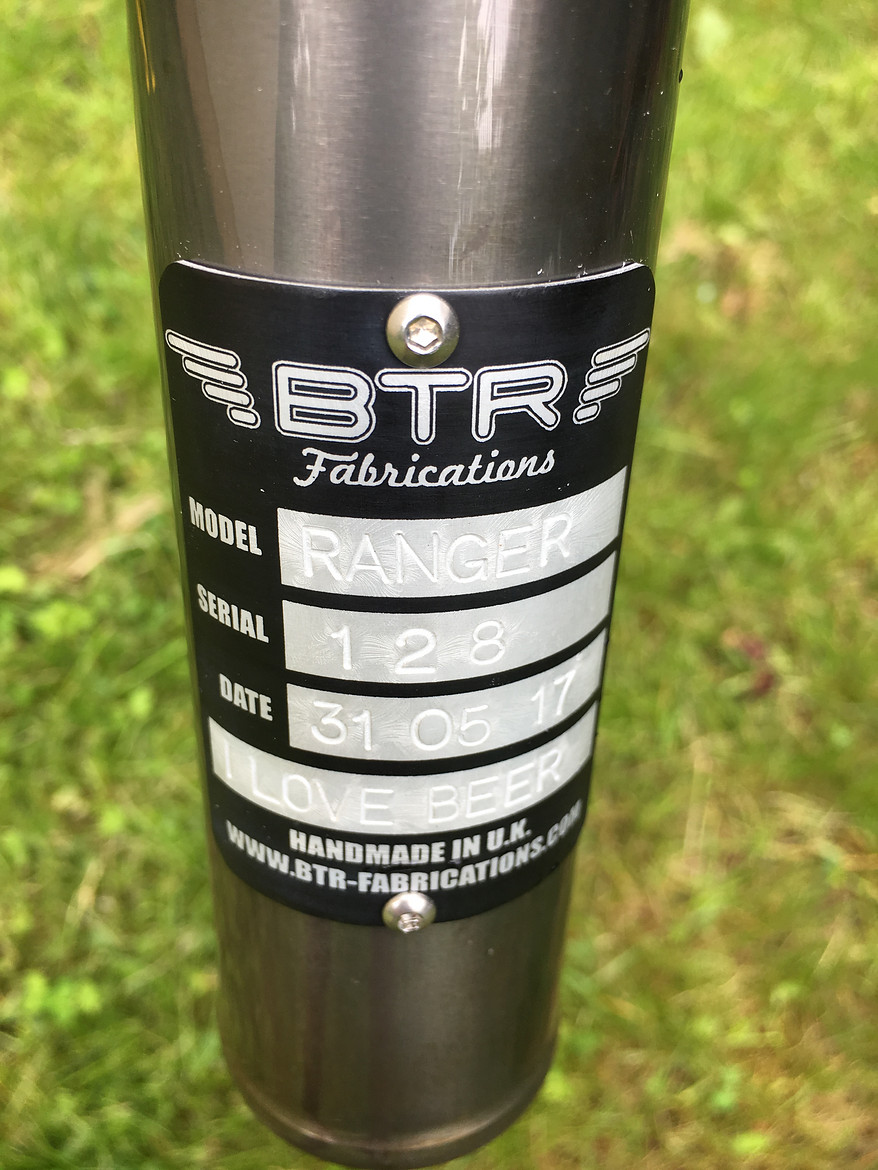 BTR
Fabrications
MODEL RANGER
SERIAL 128
DATE 31 05 17
I LOVE BEER
HANDMADE IN U.K.
WWW.BTR-FABRICATIONS.COM